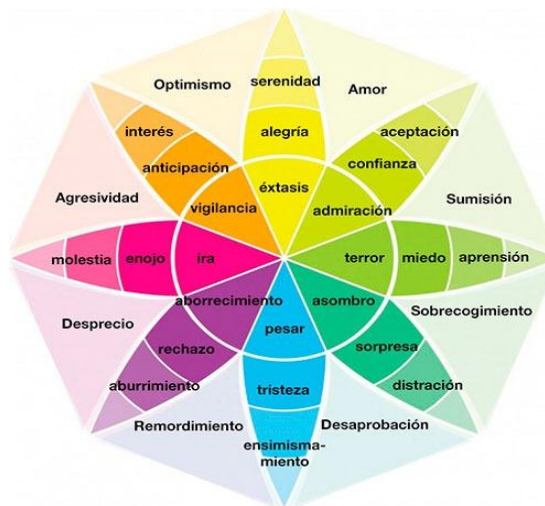 serenidad
Optimismo
Amor
interés
alegría
aceptación
anticipación
confianza
éxtasis
Agresividad
vigilancia
admiración
Sumisión
molestia
enojo
ira
terror
miedo
aprensión
aborrecimiento
asombro
Desprecio
pesar
Sobrecogimiento
rechazo
sorpresa
aburrimiento
tristeza
distración
Remordimiento
Desaprobación
ensimisma-
miento